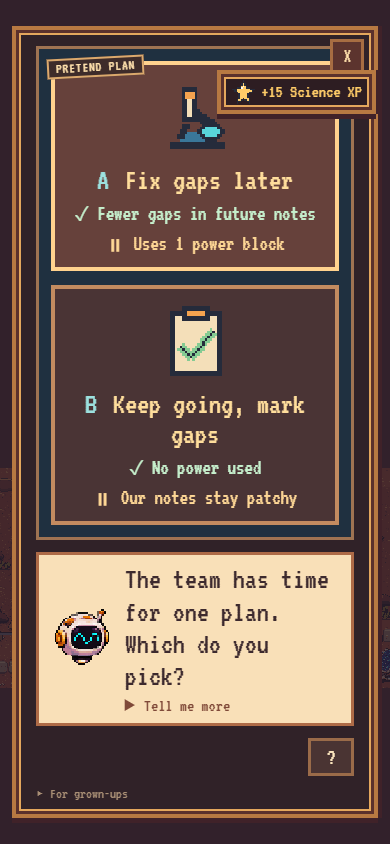 X
PRETEND PLAN
+15 Science XP
A Fix gaps later
✓ Fewer gaps in future notes
Uses 1 power block
B Keep going, mark
gaps
✓ No power used
Our notes stay patchy
The team has time
for one plan.
Which do you
pick?
▶ Tell me more
?
▸ For grown-ups